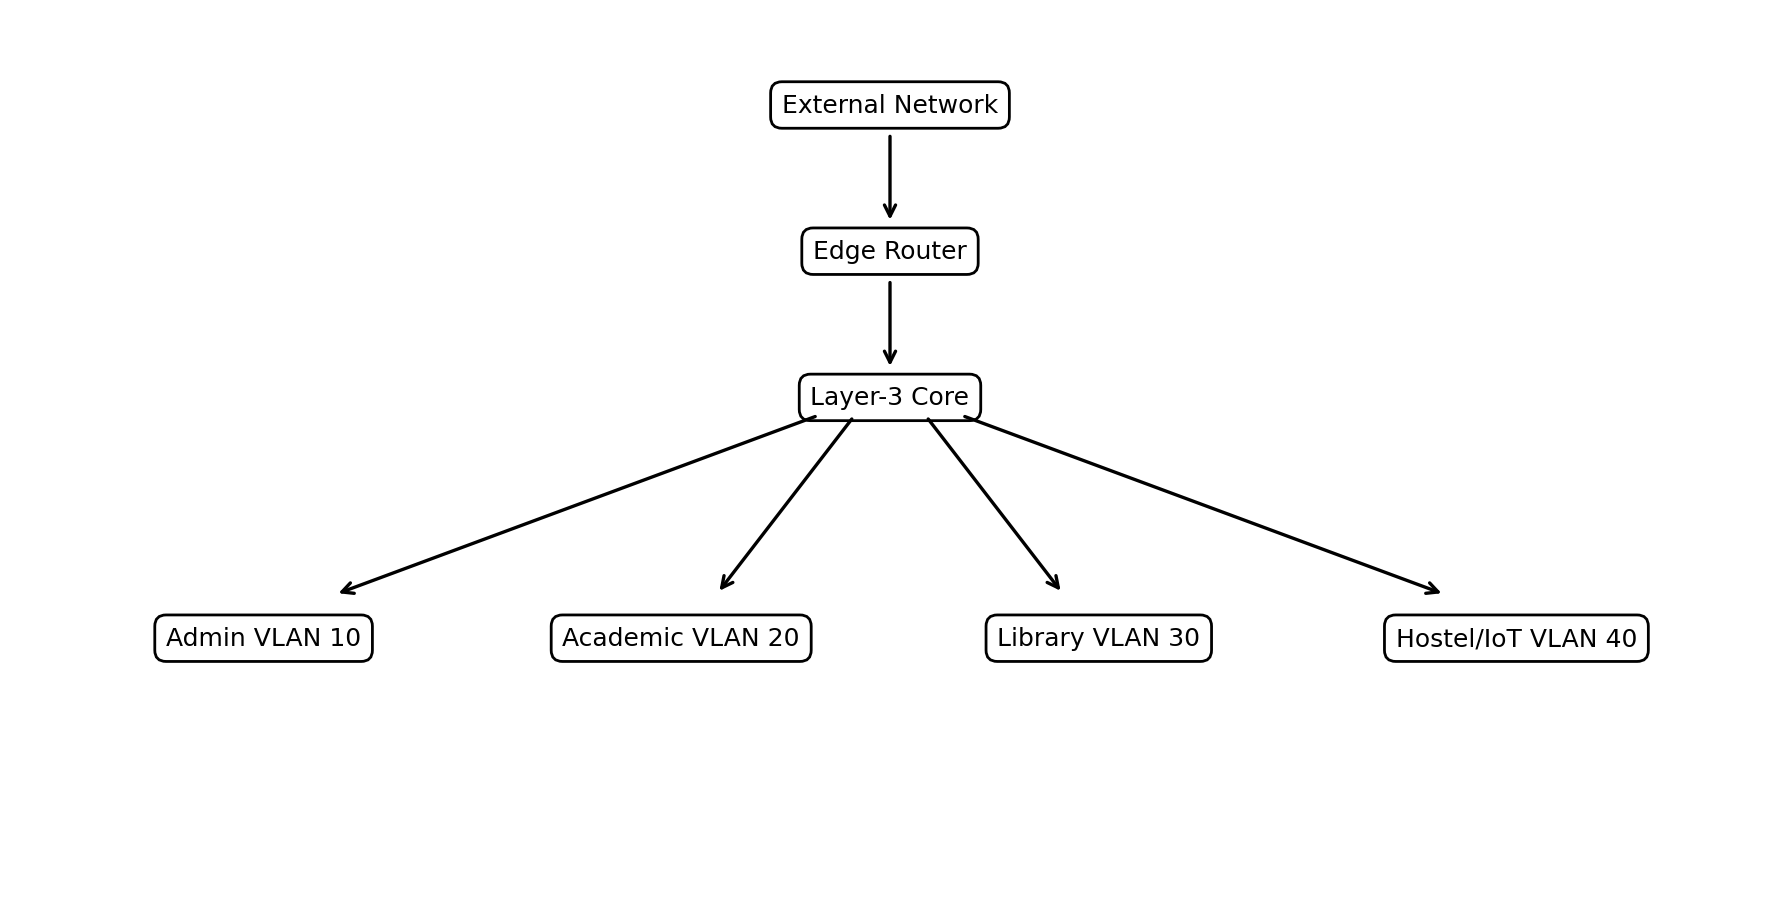 External Network
Edge Router
Layer-3 Core
Admin VLAN 10
Academic VLAN 20
Library VLAN 30
Hostel/IoT VLAN 40